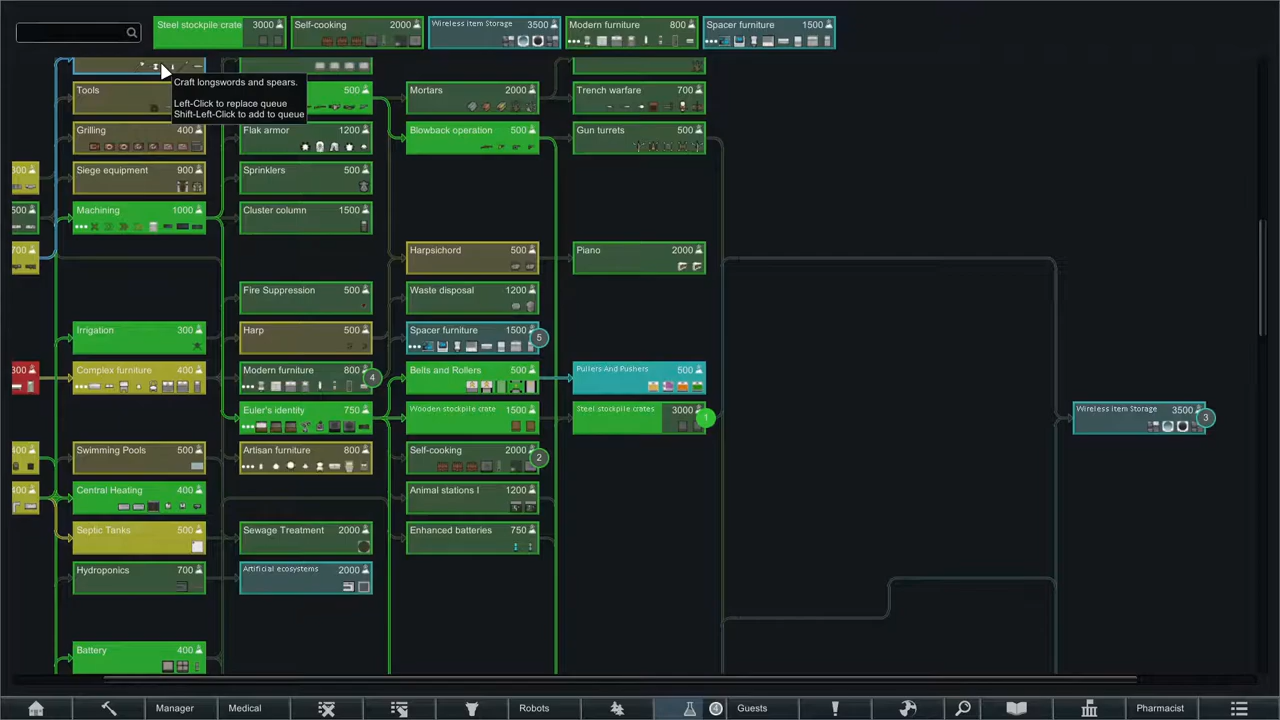 Steel stockpile crate 3000
Self-cooking 2000
Wireless Item Storage 3500
Modern furniture 800
Spacer furniture 1500
Craft longswords and spears.
Left-Click to replace queue
Shift-Left-Click to add to queue
Tools
500
Mortars 2000
Trench warfare 700
Grilling 400
Flak armor 1200
Blowback operation 500
Gun turrets 500
300
Siege equipment 900
Sprinklers 500
500
Machining 1000
Cluster column 1500
700
Harpsichord 500
Piano 2000
Fire Suppression 500
Waste disposal 1200
Irrigation 300
Harp 500
Spacer furniture 1500
5
300
Complex furniture 400
Modern furniture 800
4
Belts and Rollers 500
Pullers And Pushers 500
Euler's identity 750
Wooden stockpile crate 1500
Steel stockpile crates 3000
1
Wireless Item Storage 3500
3
400
Swimming Pools 500
Artisan furniture 800
Self-cooking 2000
2
400
Central Heating 400
Animal stations I 1200
Septic Tanks 500
Sewage Treatment 2000
Enhanced batteries 750
Hydroponics 700
Artificial ecosystems 2000
Battery 400
Manager
Medical
Robots
4
Guests
Pharmacist